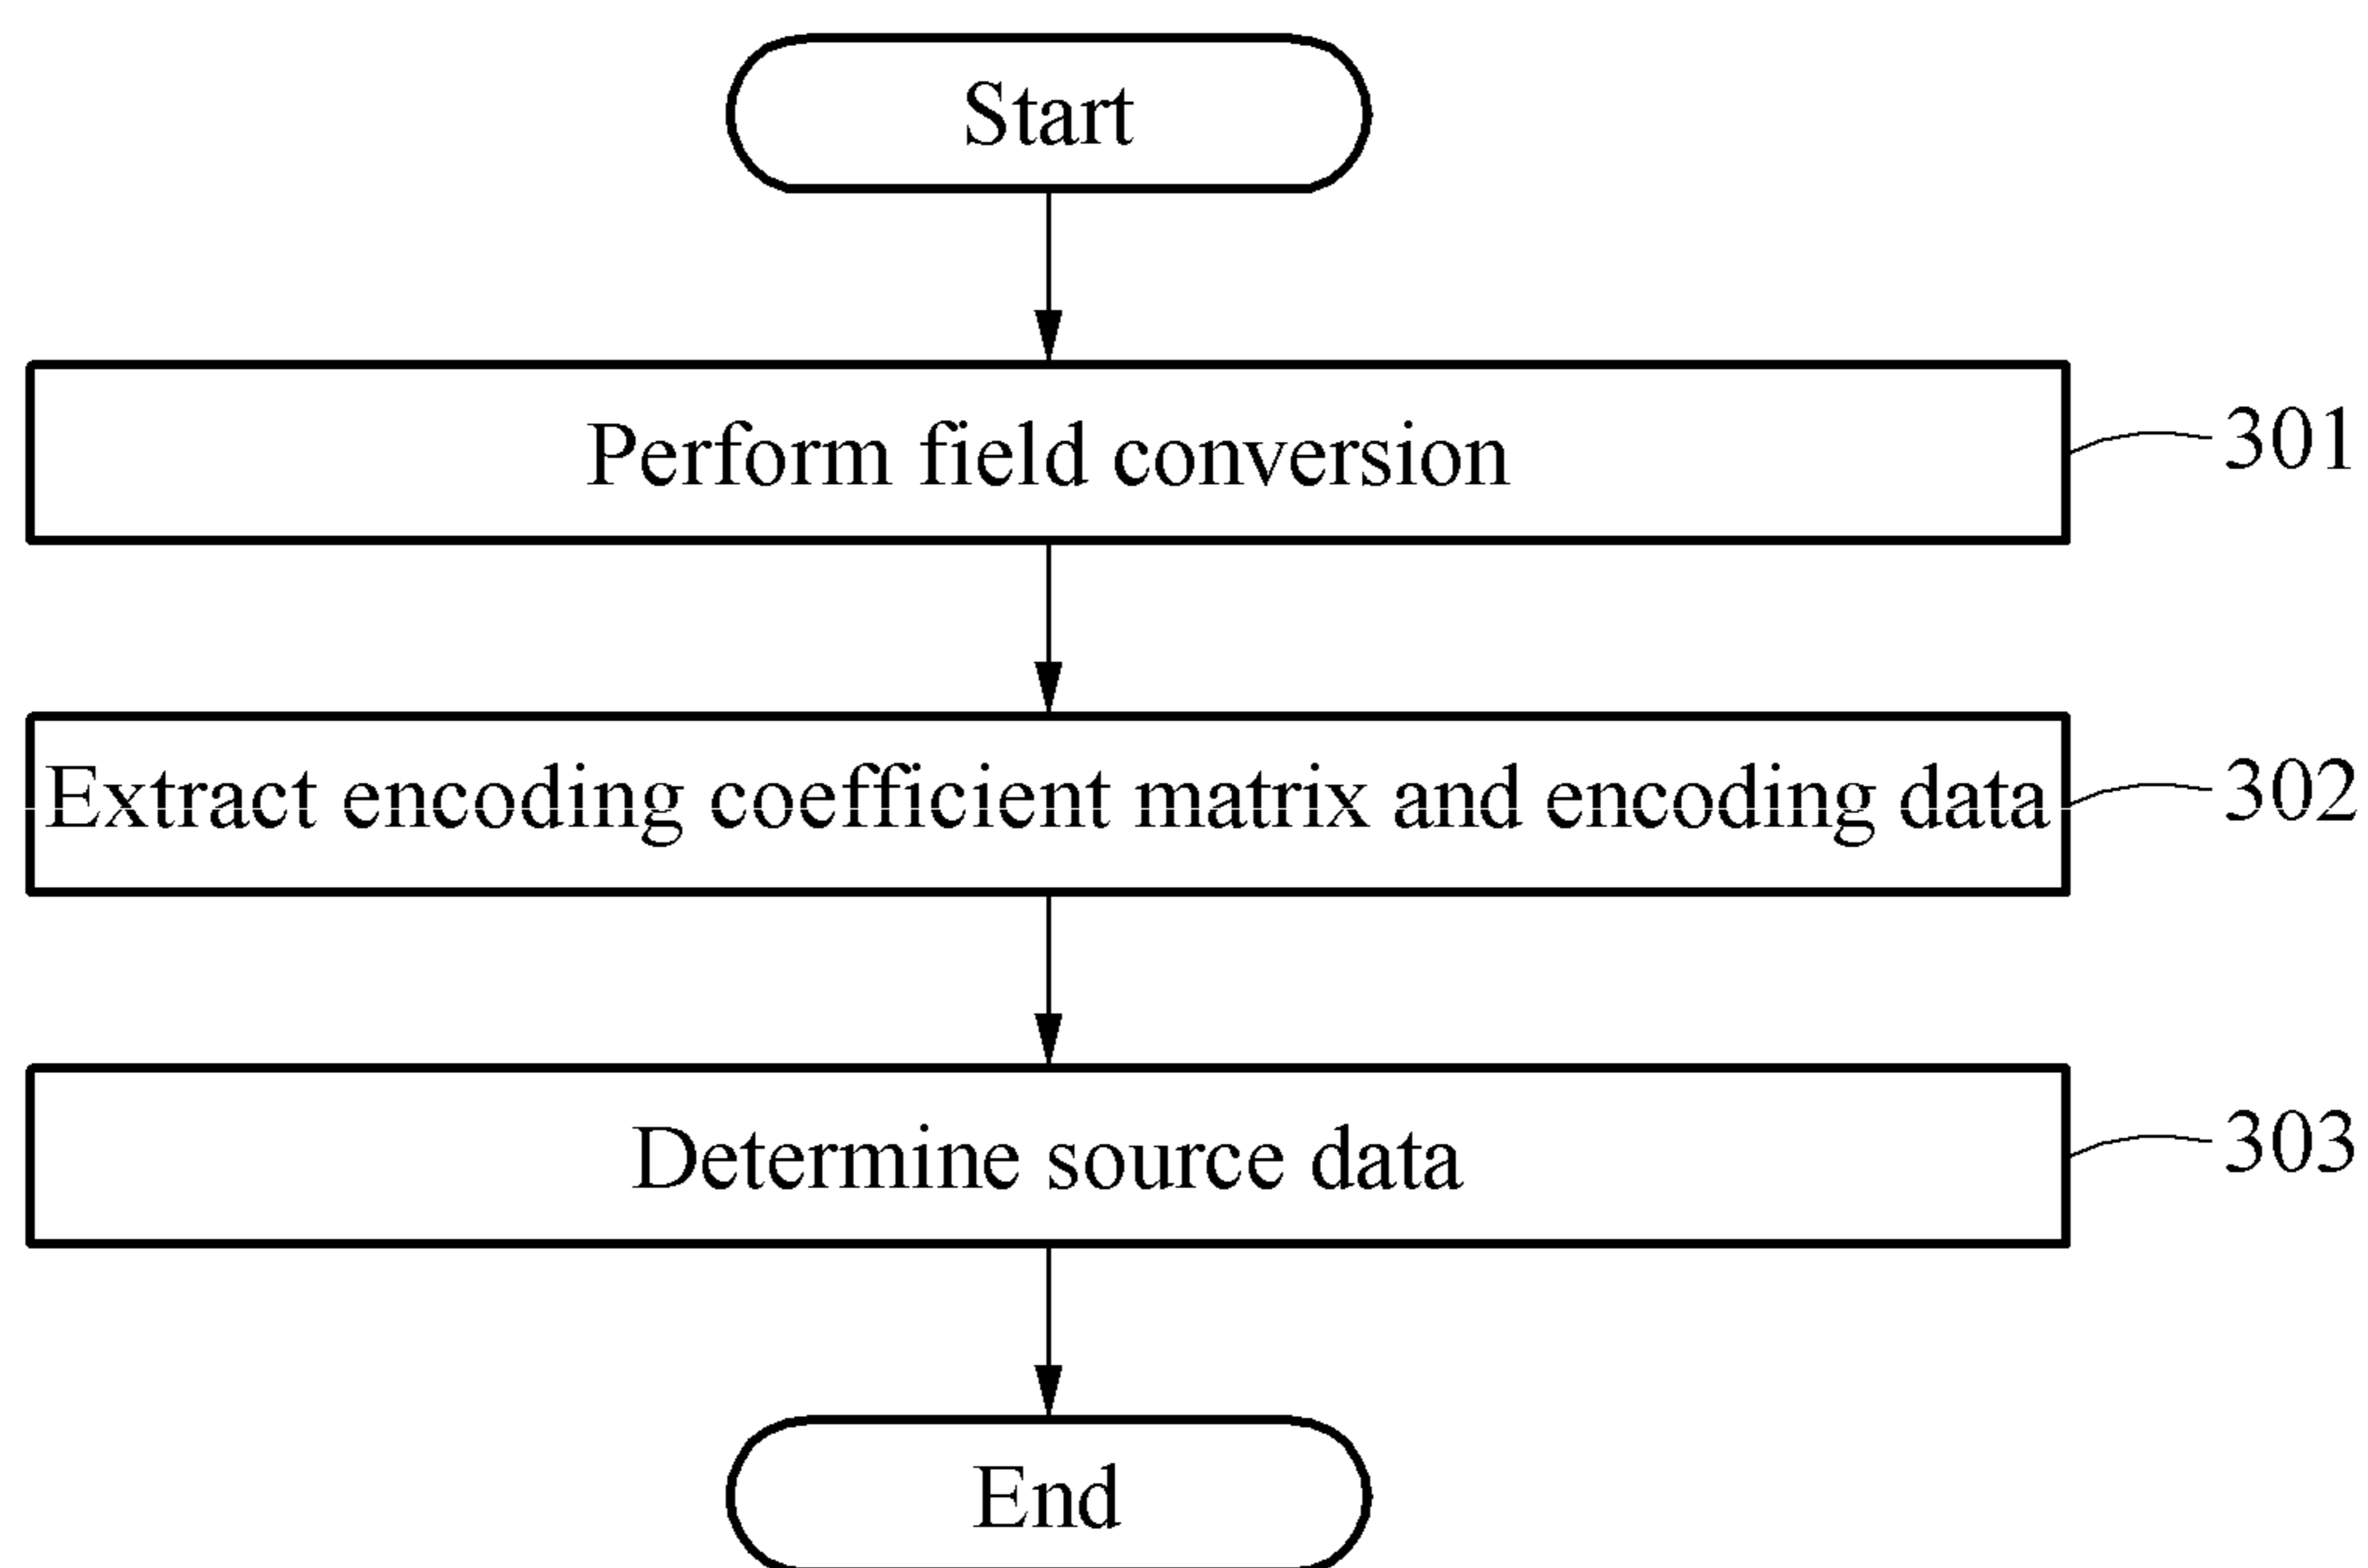 Start
Perform field conversion
301
Extract encoding coefficient matrix and encoding data
302
Determine source data
303
End